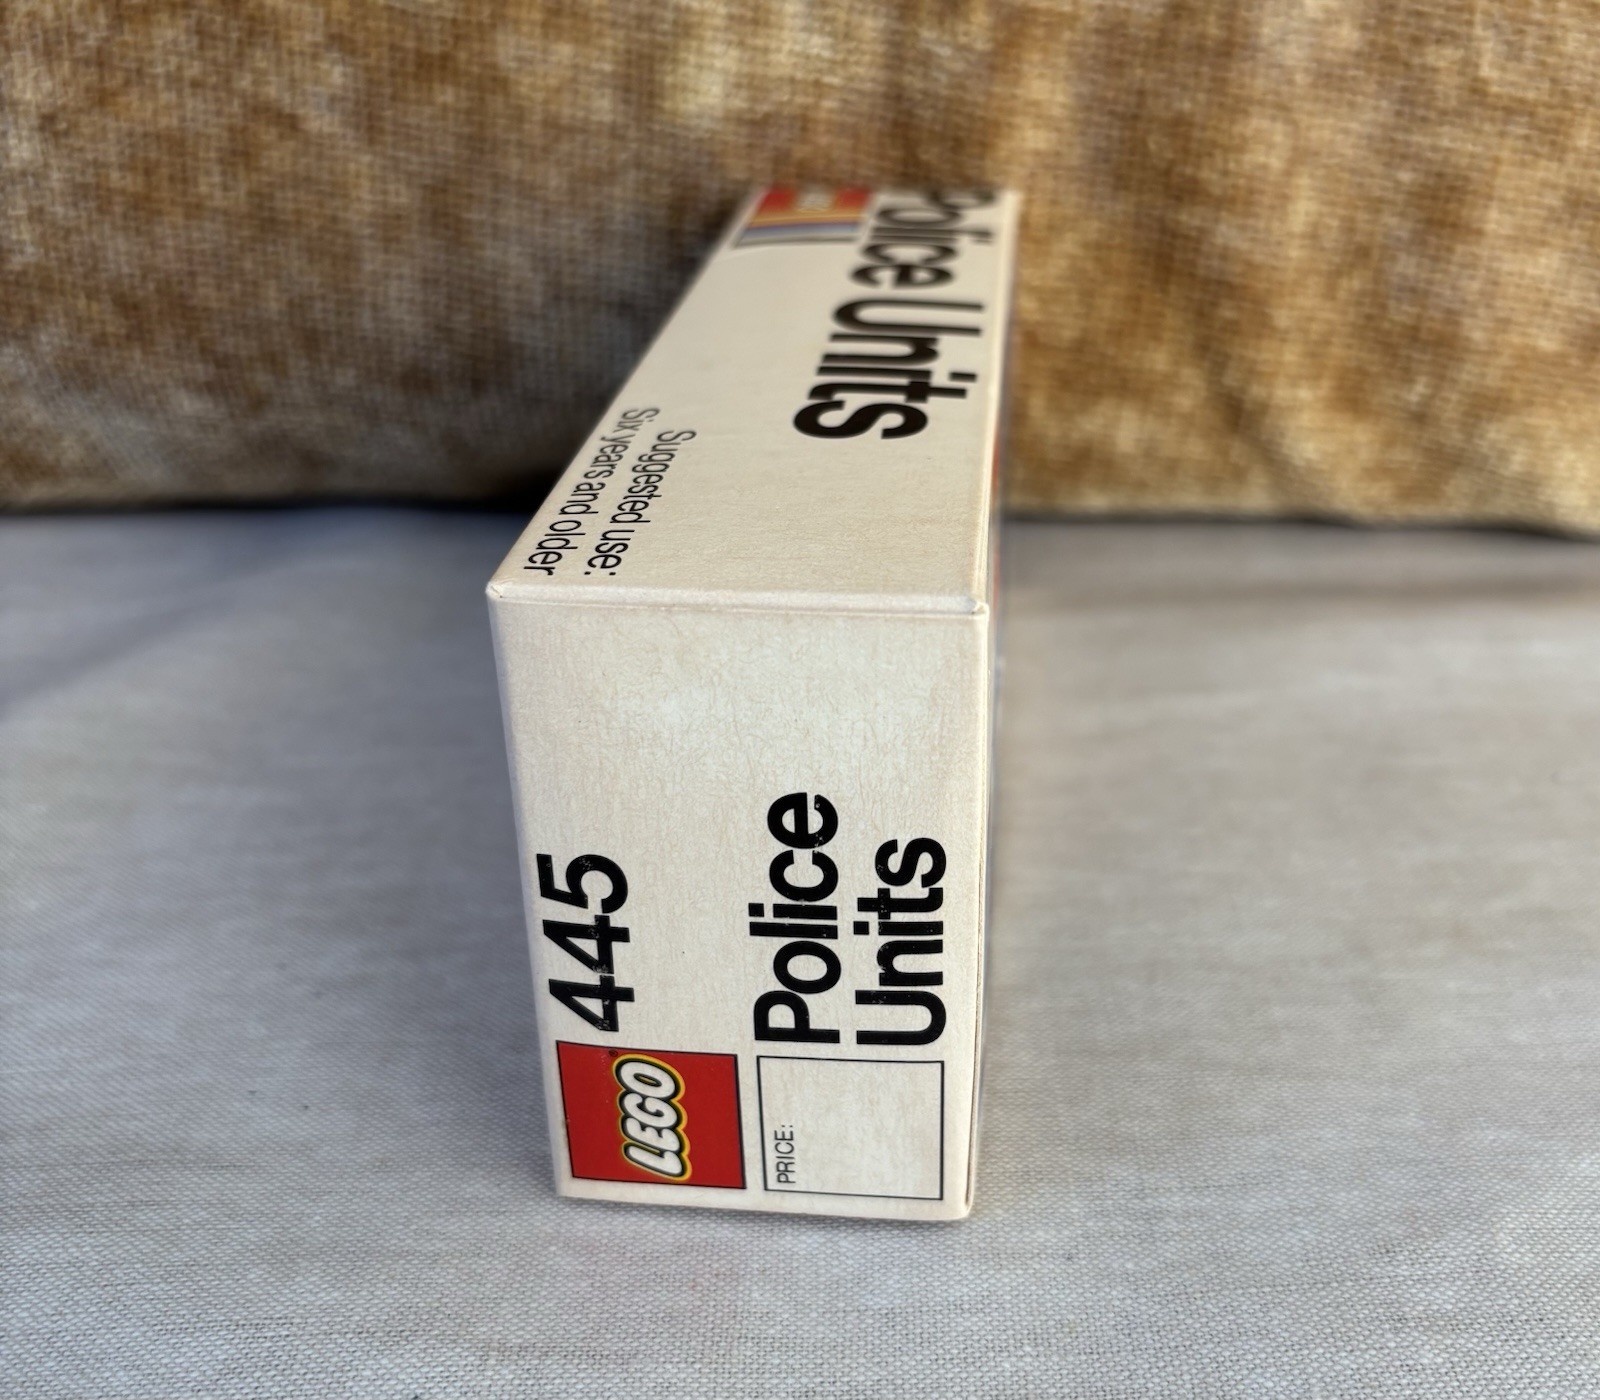 Police Units
Suggested use:
Six years and older
445
Police
Units
LEGO®
PRICE: